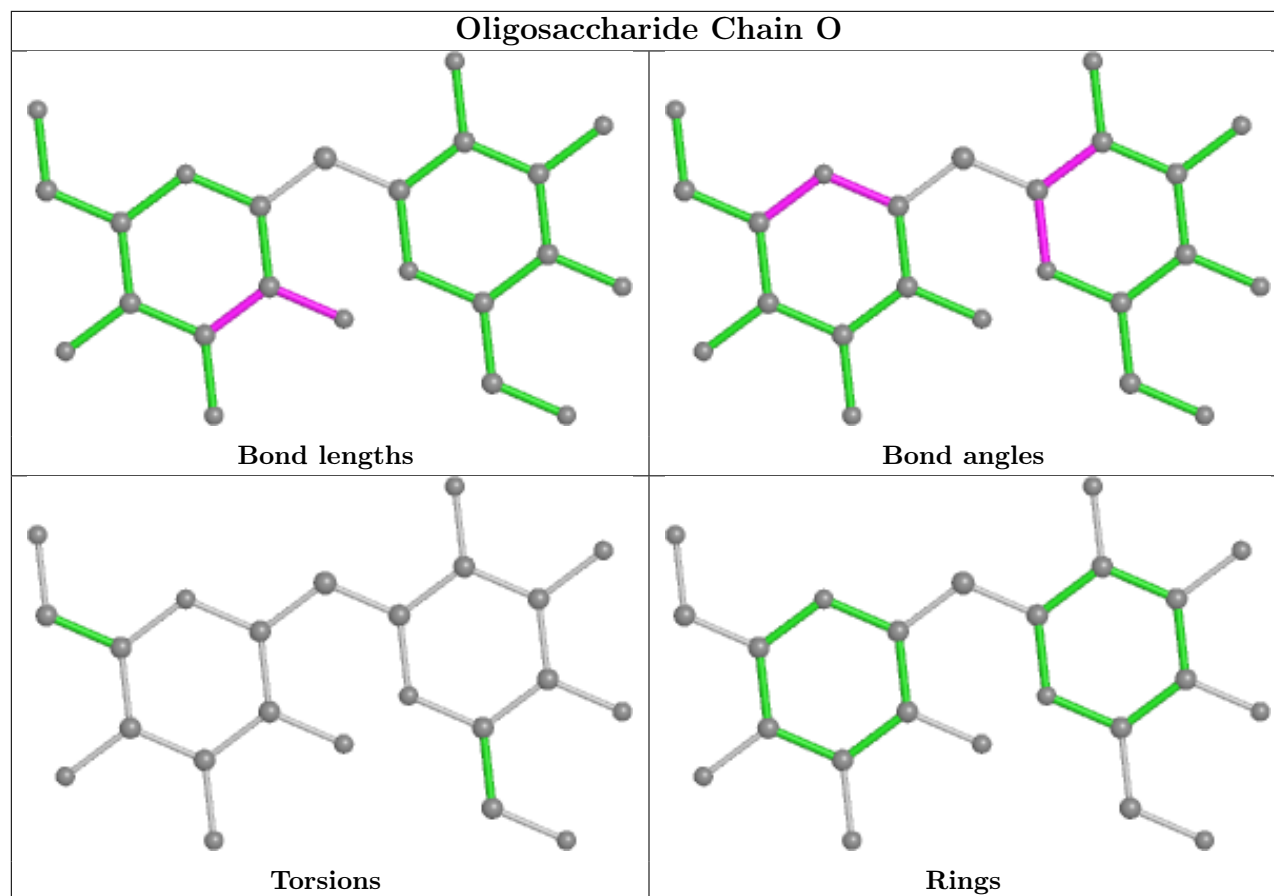 Oligosaccharide Chain O
Bond lengths
Bond angles
Torsions
Rings